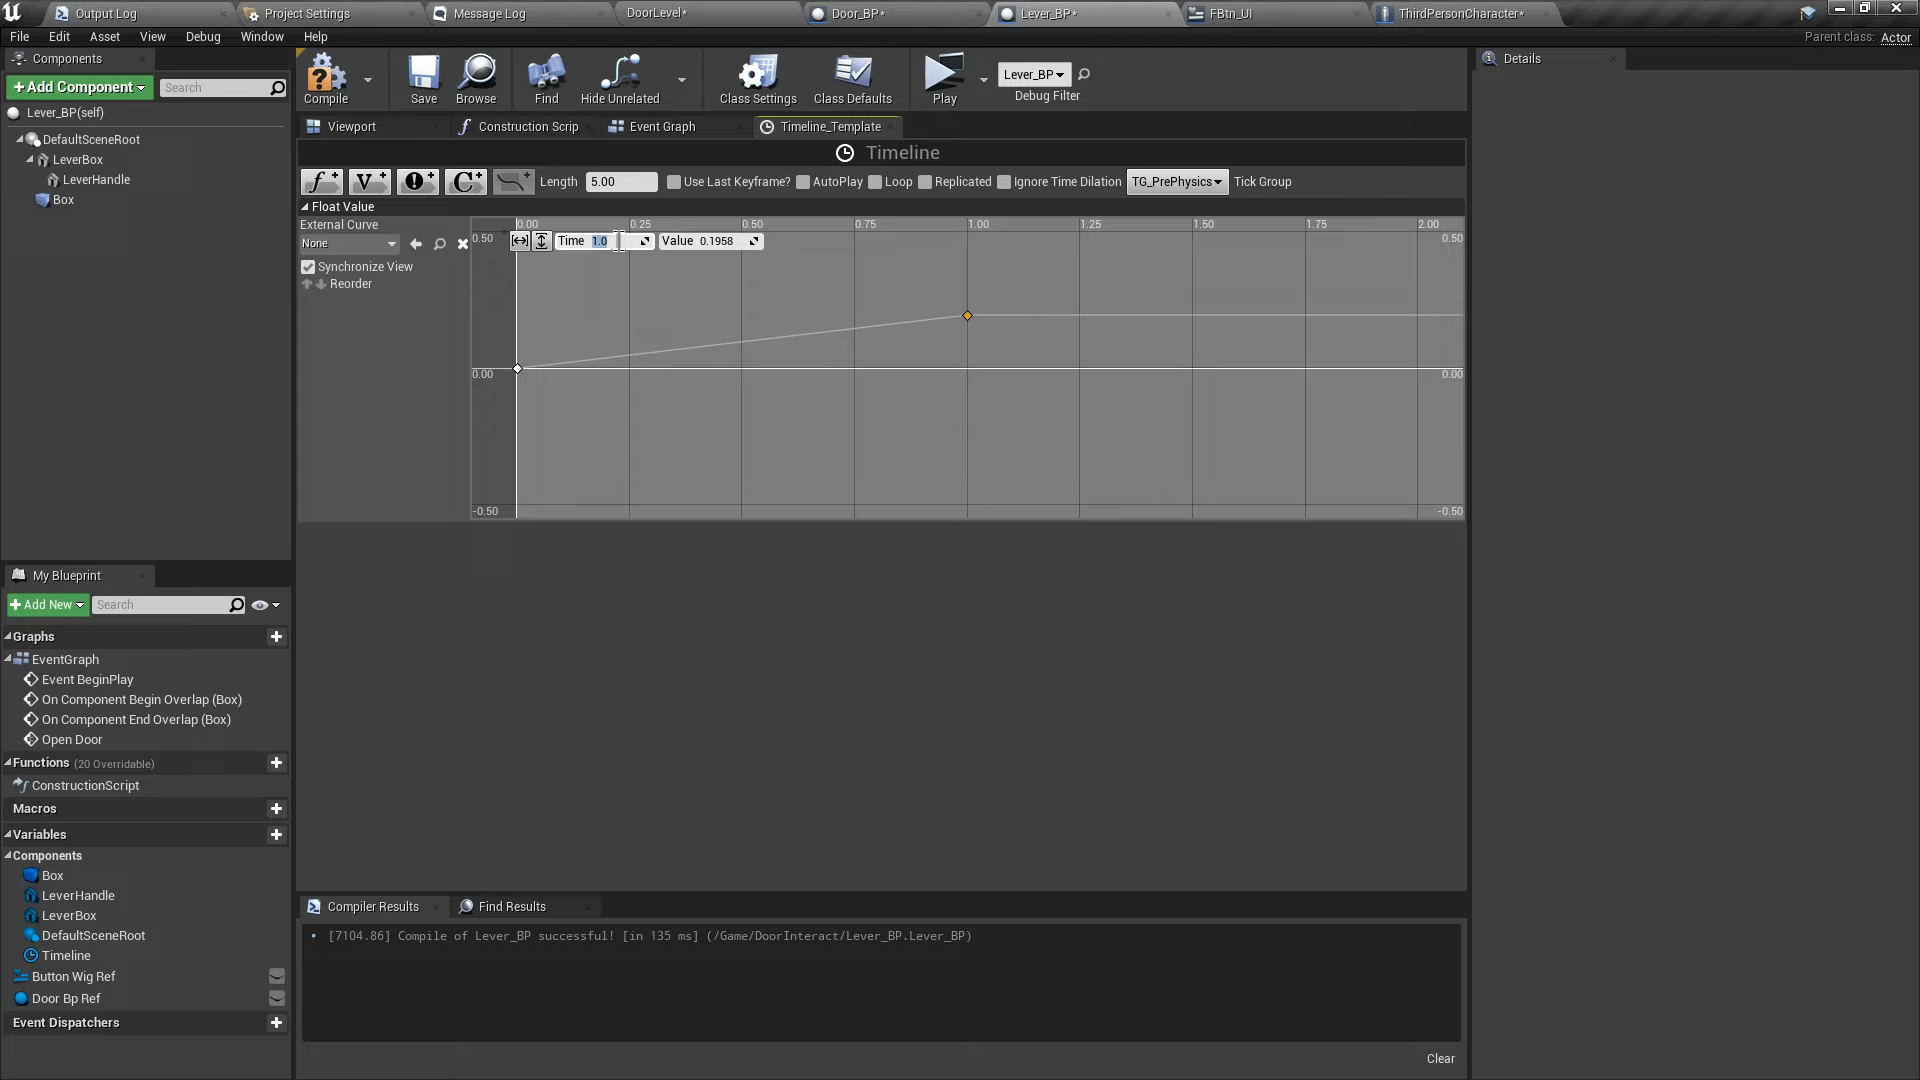 Output Log
Project Settings
Message Log
DoorLevel*
Door_BP*
Lever_BP*
FBtn_UI
ThirdPersonCharacter*
File Edit Asset View Debug Window Help
Parent class: Actor
Components
+Add Component
Search
Lever_BP(self)
DefaultSceneRoot
LeverBox
LeverHandle
Box
Compile
Save
Browse
Find
Hide Unrelated
Class Settings
Class Defaults
Play
Lever_BP
Debug Filter
Details
Viewport
Construction Scrip
Event Graph
Timeline_Template
Timeline
Length 5.00 Use Last Keyframe? AutoPlay Loop Replicated Ignore Time Dilation TG_PrePhysics Tick Group
Float Value
External Curve
None
Synchronize View
Reorder
0.00 0.25 0.50 0.75 1.00 1.25 1.50 1.75 2.00
0.50 Time 1.0 Value 0.1958 0.50
0.00 0.00
-0.50 -0.50
My Blueprint
+Add New
Search
Graphs
EventGraph
Event BeginPlay
On Component Begin Overlap (Box)
On Component End Overlap (Box)
Open Door
Functions (20 Overridable)
ConstructionScript
Macros
Variables
Components
Box
LeverHandle
LeverBox
DefaultSceneRoot
Timeline
Button Wig Ref
Door Bp Ref
Event Dispatchers
Compiler Results
Find Results
[7104.86] Compile of Lever_BP successful! [in 135 ms] (/Game/DoorInteract/Lever_BP.Lever_BP)
Clear